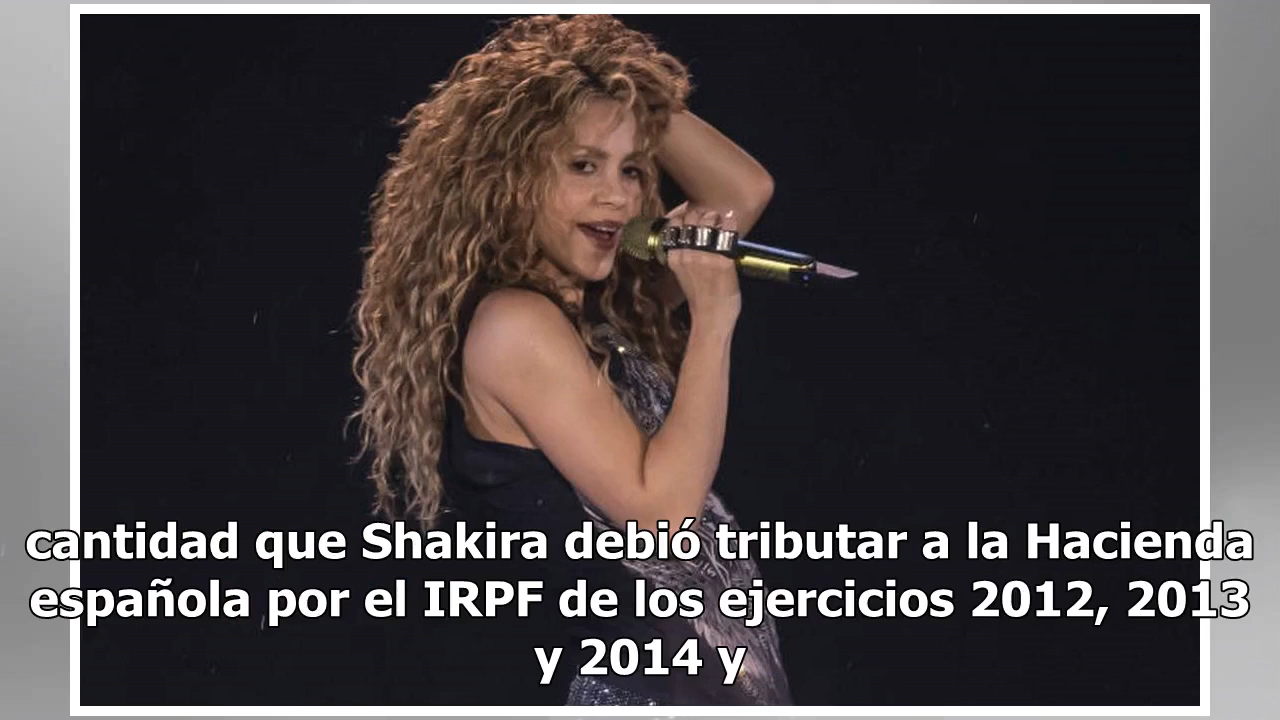 cantidad que Shakira debió tributar a la Hacienda
española por el IRPF de los ejercicios 2012, 2013
y 2014 y